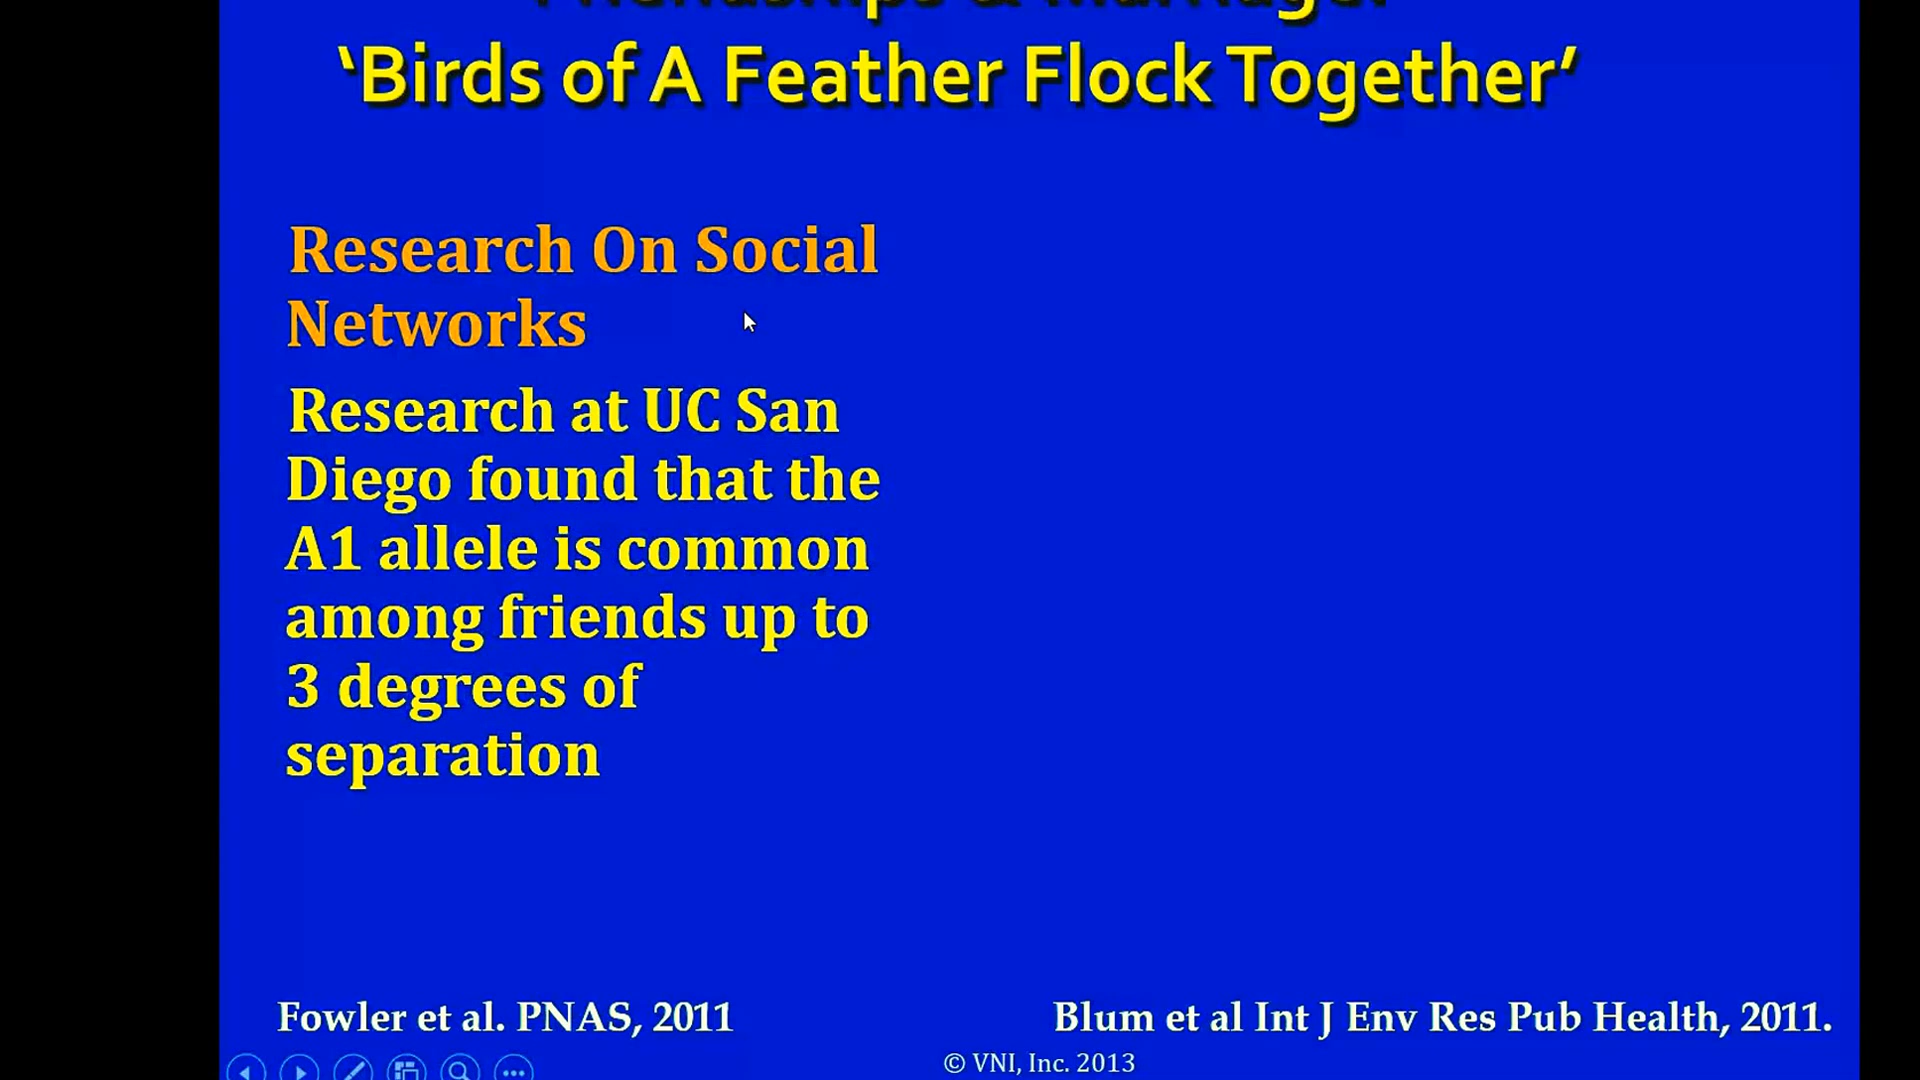 Friendships & Marriage:
‘Birds of A Feather Flock Together’
Research On Social
Networks
Research at UC San
Diego found that the
A1 allele is common
among friends up to
3 degrees of
separation
Fowler et al. PNAS, 2011
Blum et al Int J Env Res Pub Health, 2011.
© VNI, Inc. 2013